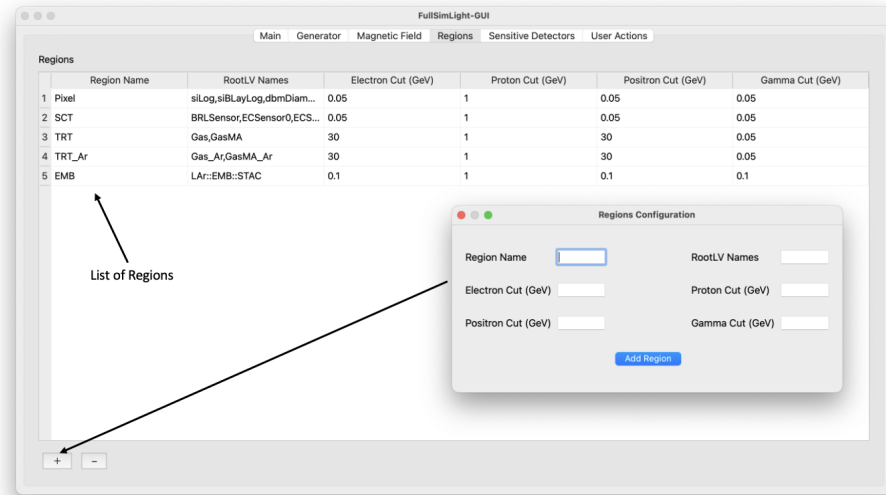 FullSimLight-GUI
Main Generator Magnetic Field Regions Sensitive Detectors User Actions
Regions
Region Name RootLV Names Electron Cut (GeV) Proton Cut (GeV) Positron Cut (GeV) Gamma Cut (GeV)
1 Pixel siLog,siBLayLog,dbmDiam... 0.05 1 0.05 0.05
2 SCT BRLSensor,ECSensor0,ECS... 0.05 1 0.05 0.05
3 TRT Gas,GasMA 30 1 30 0.05
4 TRT_Ar Gas_Ar,GasMA_Ar 30 1 30 0.05
5 EMB LAr::EMB::STAC 0.1 1 0.1 0.1
List of Regions
Regions Configuration
Region Name RootLV Names
Electron Cut (GeV) Proton Cut (GeV)
Positron Cut (GeV) Gamma Cut (GeV)
Add Region
+ −